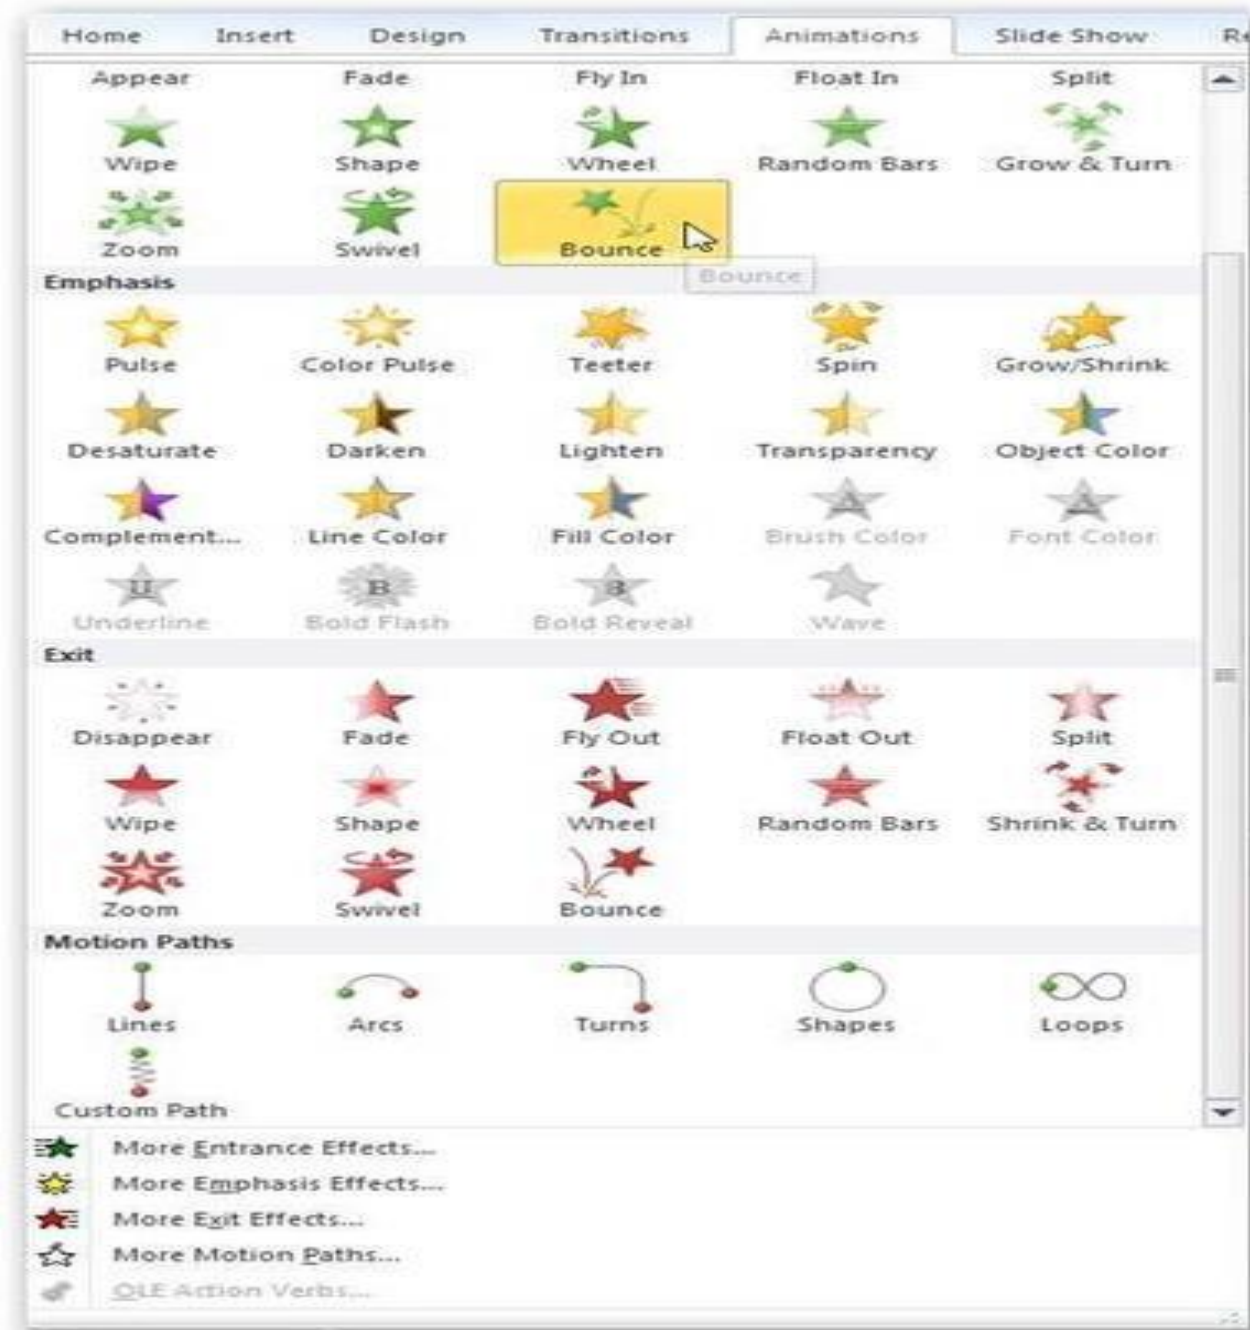 Home Insert Design Transitions Animations Slide Show Re
Appear Fade Fly In Float In Split
Wipe Shape Wheel Random Bars Grow & Turn
Zoom Swivel Bounce
Bounce
Emphasis
Pulse Color Pulse Teeter Spin Grow/Shrink
Desaturate Darken Lighten Transparency Object Color
Complement... Line Color Fill Color Brush Color Font Color
Underline Bold Flash Bold Reveal Wave
Exit
Disappear Fade Fly Out Float Out Split
Wipe Shape Wheel Random Bars Shrink & Turn
Zoom Swivel Bounce
Motion Paths
Lines Arcs Turns Shapes Loops
Custom Path
More Entrance Effects...
More Emphasis Effects...
More Exit Effects...
More Motion Paths...
OLE Action Verbs...